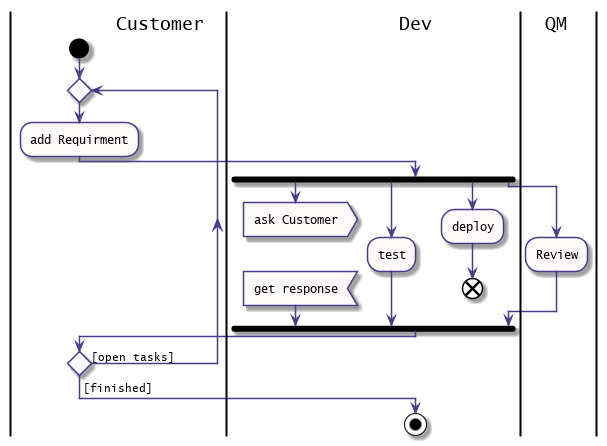 Customer
Dev
QM
add Requirment
ask Customer
deploy
test
Review
get response
[open tasks]
[finished]